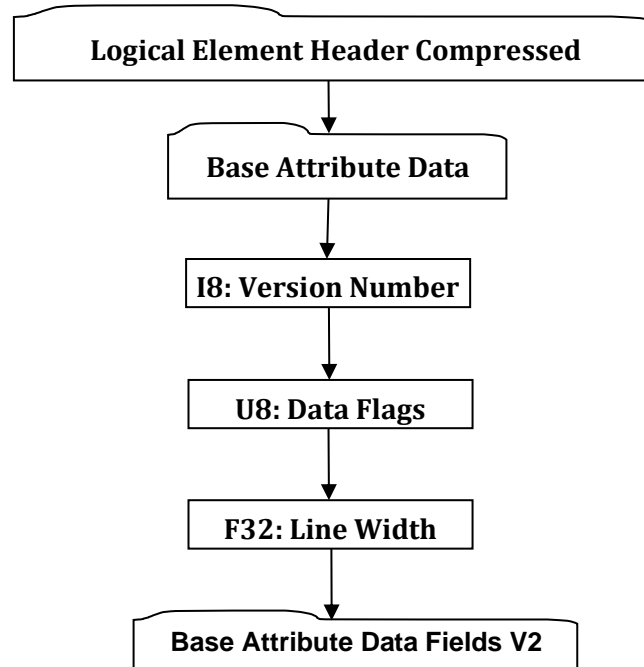 Logical Element Header Compressed
Base Attribute Data
I8: Version Number
U8: Data Flags
F32: Line Width
Base Attribute Data Fields V2